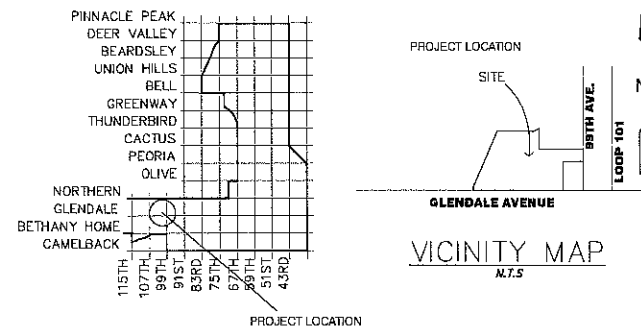 PINNACLE PEAK
DEER VALLEY
BEARDSLEY
UNION HILLS
BELL
GREENWAY
THUNDERBIRD
CACTUS
PEORIA
OLIVE
NORTHERN
GLENDALE
BETHANY HOME
CAMELBACK
115TH
107TH
99TH
91ST
83RD
75TH
67TH
59TH
51ST
43RD
PROJECT LOCATION
PROJECT LOCATION
SITE
99TH AVE.
LOOP 101
N
GLENDALE AVENUE
VICINITY MAP
N.T.S